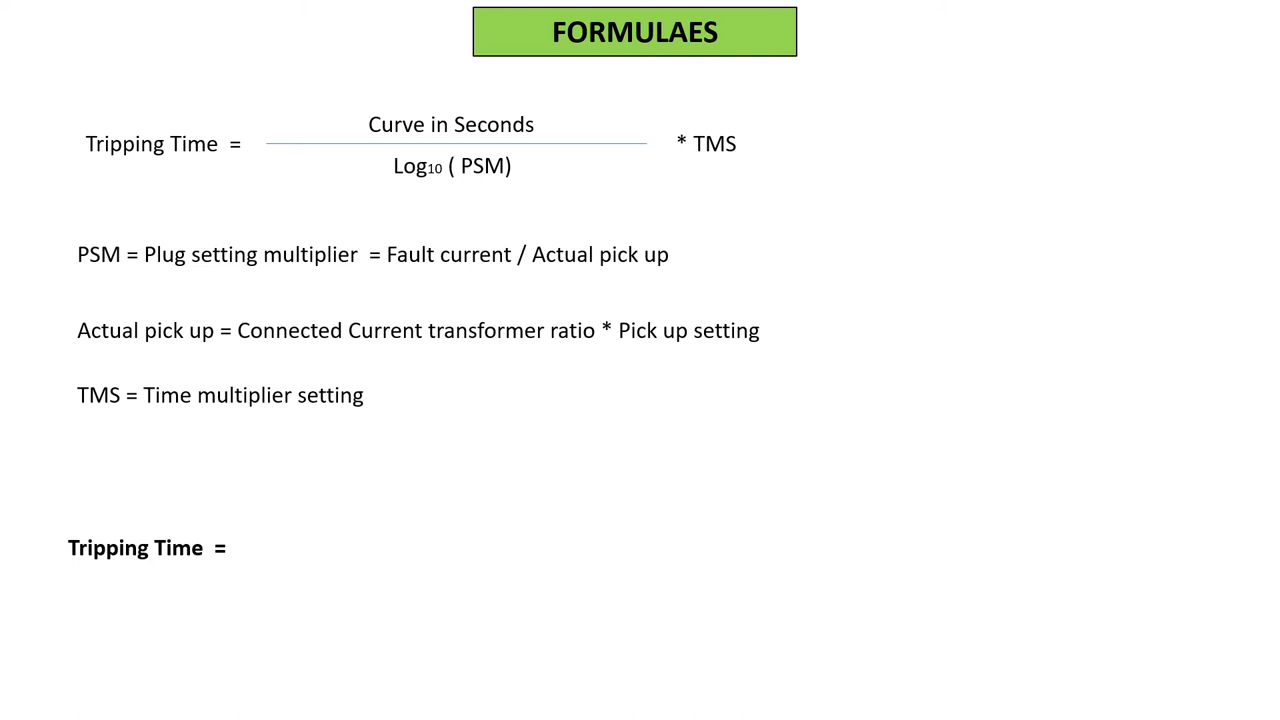 FORMULAES
Curve in Seconds
Tripping Time = * TMS
Log10 ( PSM)
PSM = Plug setting multiplier = Fault current / Actual pick up
Actual pick up = Connected Current transformer ratio * Pick up setting
TMS = Time multiplier setting
Tripping Time =